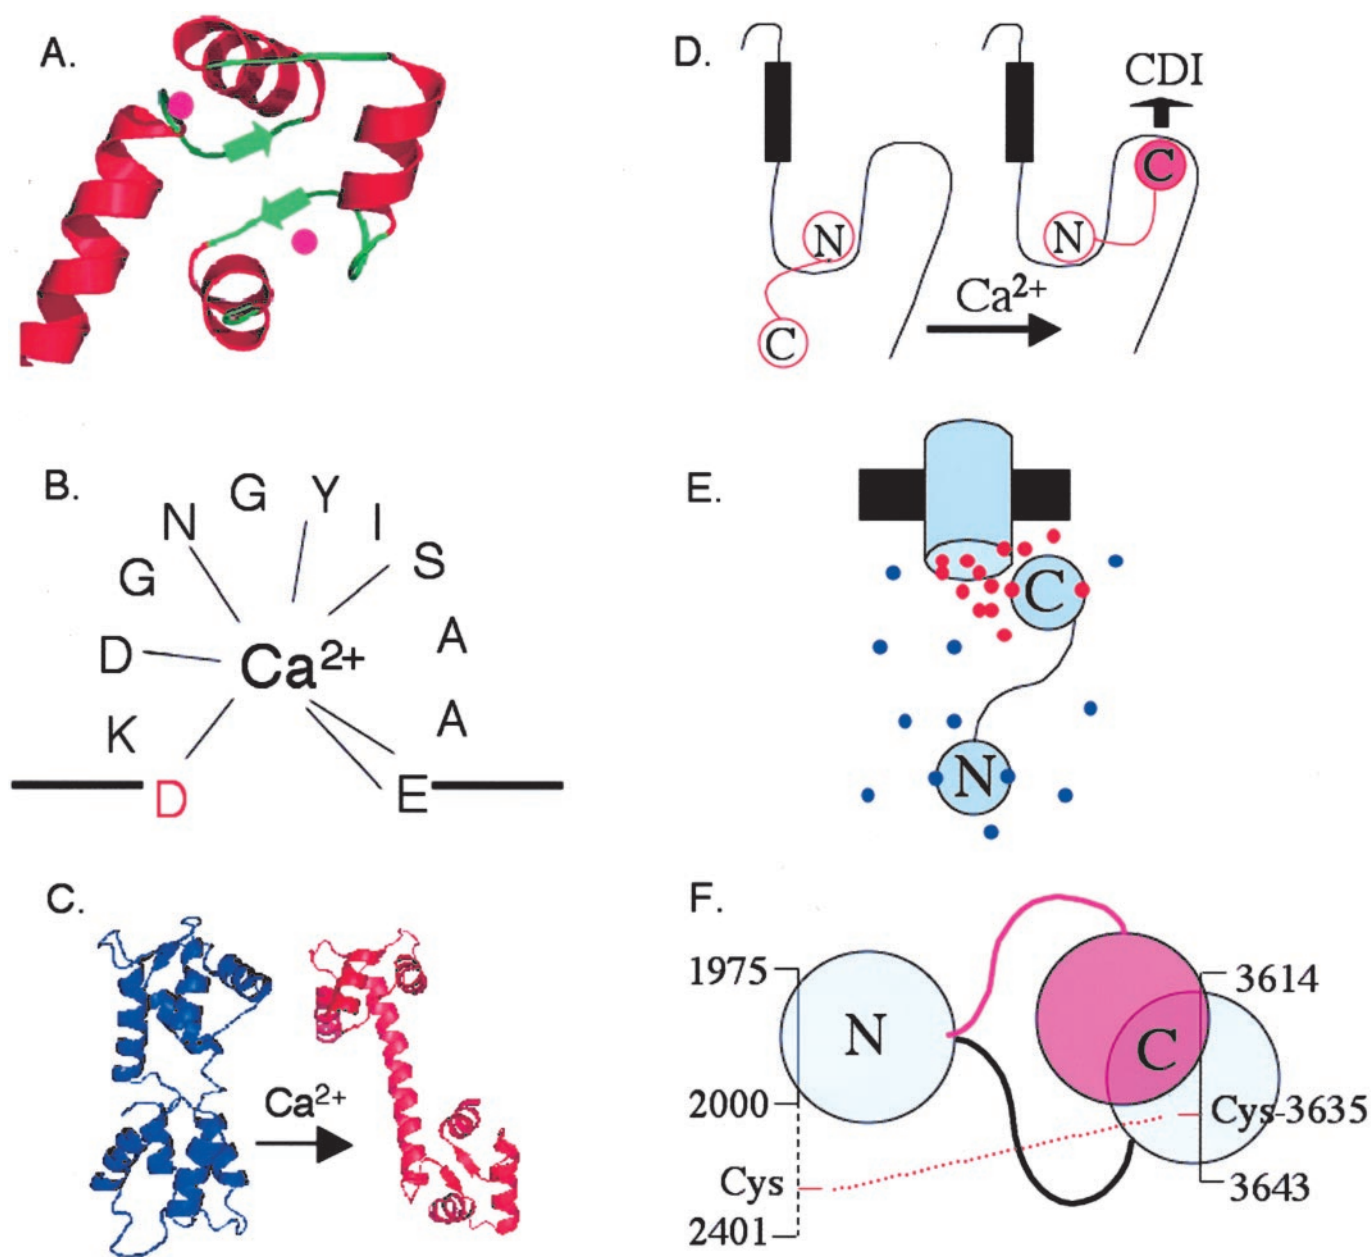 A.
B.
G
Y
N
I
S
G
D
Ca²⁺
A
K
A
D
E
C.
Ca²⁺
D.
CDI
C
N
N
Ca²⁺
C
E.
C
N
F.
1975
3614
N
C
2000
Cys-3635
Cys
3643
2401